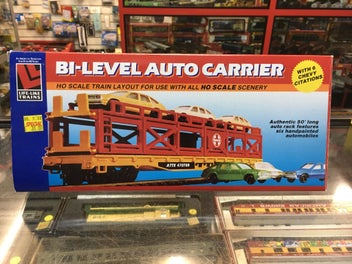 BI-LEVEL AUTO CARRIER
HO SCALE TRAIN LAYOUT FOR USE WITH ALL HO SCALE SCENERY
WITH 6
CHEVY
CITATIONS
LIFE-LIKE
TRAINS
Authentic 50' long
auto rack features
six handpainted
automobiles